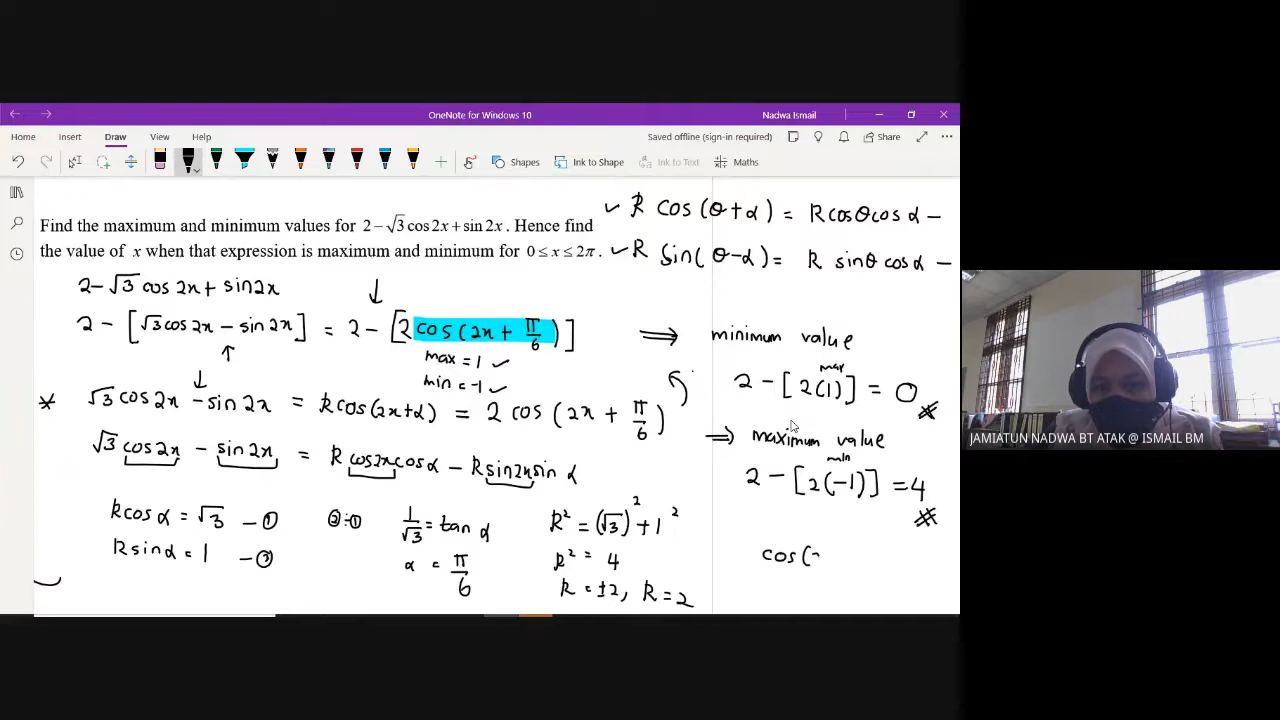 OneNote for Windows 10
Nadwa Ismail
Home Insert Draw View Help
Saved offline (sign-in required) Share
Shapes Ink to Shape Ink to Text Maths
Find the maximum and minimum values for 2 − √3 cos 2x + sin 2x. Hence find
the value of x when that expression is maximum and minimum for 0 ≤ x ≤ 2π.
✓ R cos(θ+α) = R cosθ cos α −
✓ R sin(θ−α) = R sinθ cos α −
2 − √3 cos 2x + sin 2x ↓
2 − [√3 cos 2x − sin 2x] = 2 − [2 cos(2x + π/6)]
↑ max = 1 ✓
min = −1 ✓
* √3 cos 2x − sin 2x = R cos(2x+α) = 2 cos(2x + π/6)
√3 cos 2x − sin 2x = R cos 2x cos α − R sin 2x sin α
R cos α = √3 − ①
R sin α = 1 − ②
② ÷ ① 1/√3 = tan α
α = π/6
R² = (√3)² + 1²
R² = 4
R = ±2, R = 2
⟹ minimum value
max
2 − [2(1)] = 0
⟹ maximum value
min
2 − [2(−1)] = 4
cos(
JAMIATUN NADWA BT ATAK @ ISMAIL BM